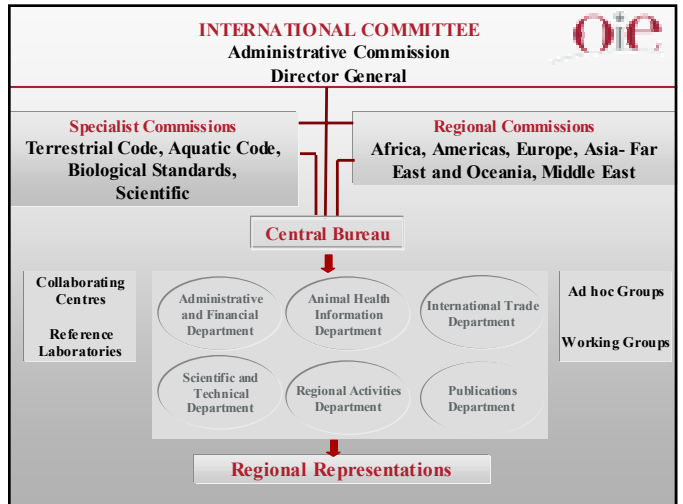 INTERNATIONAL COMMITTEE
Administrative Commission
Director General
oie
Specialist Commissions
Terrestrial Code, Aquatic Code,
Biological Standards,
Scientific
Regional Commissions
Africa, Americas, Europe, Asia- Far
East and Oceania, Middle East
Central Bureau
Collaborating
Centres
Reference
Laboratories
Administrative
and Financial
Department
Animal Health
Information
Department
International Trade
Department
Scientific and
Technical
Department
Regional Activities
Department
Publications
Department
Ad hoc Groups
Working Groups
Regional Representations